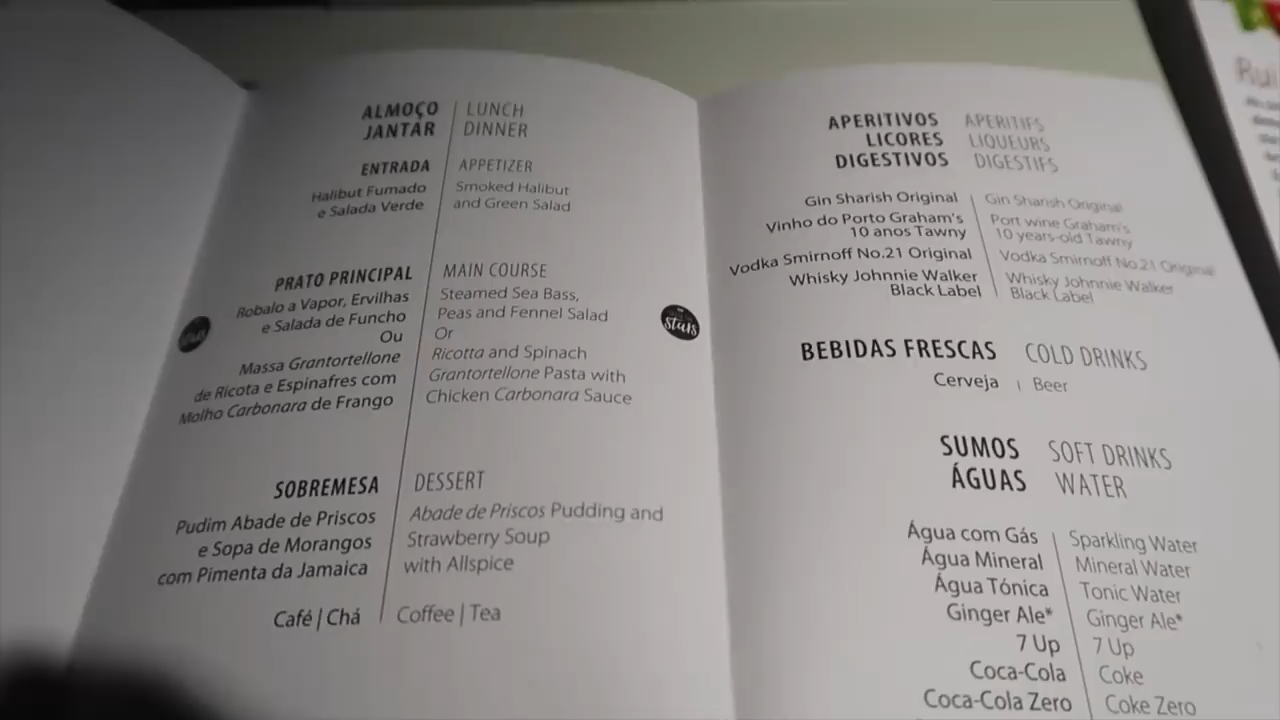 ALMOÇO | LUNCH
JANTAR | DINNER
ENTRADA | APPETIZER
Halibut Fumado | Smoked Halibut
e Salada Verde | and Green Salad
PRATO PRINCIPAL | MAIN COURSE
Robalo a Vapor, Ervilhas | Steamed Sea Bass,
e Salada de Funcho | Peas and Fennel Salad
Ou | Or
Massa Grantortellone | Ricotta and Spinach
de Ricota e Espinafres com | Grantortellone Pasta with
Molho Carbonara de Frango | Chicken Carbonara Sauce
SOBREMESA | DESSERT
Pudim Abade de Priscos | Abade de Priscos Pudding and
e Sopa de Morangos | Strawberry Soup
com Pimenta da Jamaica | with Allspice
Café | Chá | Coffee | Tea
stars
APERITIVOS APERITIFS
LICORES LIQUEURS
DIGESTIVOS DIGESTIFS
Gin Sharish Original | Gin Sharish Original
Vinho do Porto Graham's | Port wine Graham's
10 anos Tawny | 10 years-old Tawny
Vodka Smirnoff No.21 Original | Vodka Smirnoff No.21 Original
Whisky Johnnie Walker | Whisky Johnnie Walker
Black Label | Black Label
BEBIDAS FRESCAS COLD DRINKS
Cerveja | Beer
SUMOS SOFT DRINKS
ÁGUAS WATER
Água com Gás | Sparkling Water
Água Mineral | Mineral Water
Água Tónica | Tonic Water
Ginger Ale* | Ginger Ale*
7 Up | 7 Up
Coca-Cola | Coke
Coca-Cola Zero | Coke Zero